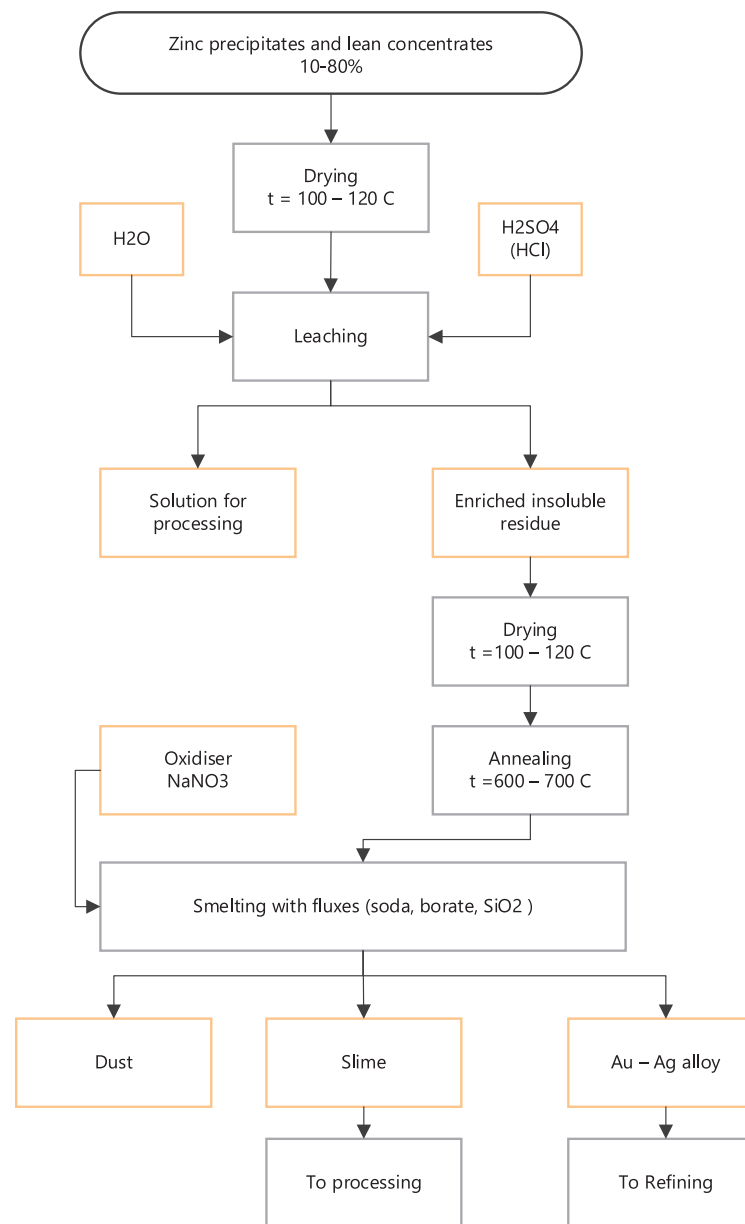 Zinc precipitates and lean concentrates
10-80%
Drying
t = 100 – 120 C
H2O
H2SO4
(HCl)
Leaching
Solution for
processing
Enriched insoluble
residue
Drying
t =100 – 120 C
Oxidiser
NaNO3
Annealing
t=600 – 700 C
Smelting with fluxes (soda, borate, SiO2 )
Dust
Slime
Au – Ag alloy
To processing
To Refining